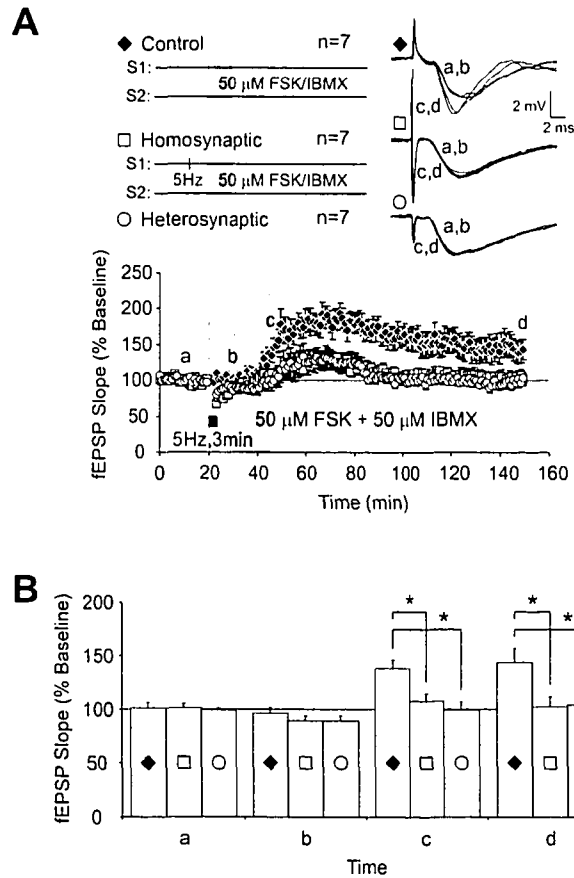 A
◆ Control n=7
S1:
50 μM FSK/IBMX
S2:
□ Homosynaptic n=7
S1:
5Hz 50 μM FSK/IBMX
S2:
○ Heterosynaptic n=7
a,b
c,d
2 mV
2 ms
a,b
c,d
a,b
c,d
fEPSP Slope (% Baseline)
250
200
150
100
50
0
a
b
c
d
50 μM FSK + 50 μM IBMX
5Hz,3min
0 20 40 60 80 100 120 140 160
Time (min)
B
fEPSP Slope (% Baseline)
200
150
100
50
0
* * * *
a b c d
Time